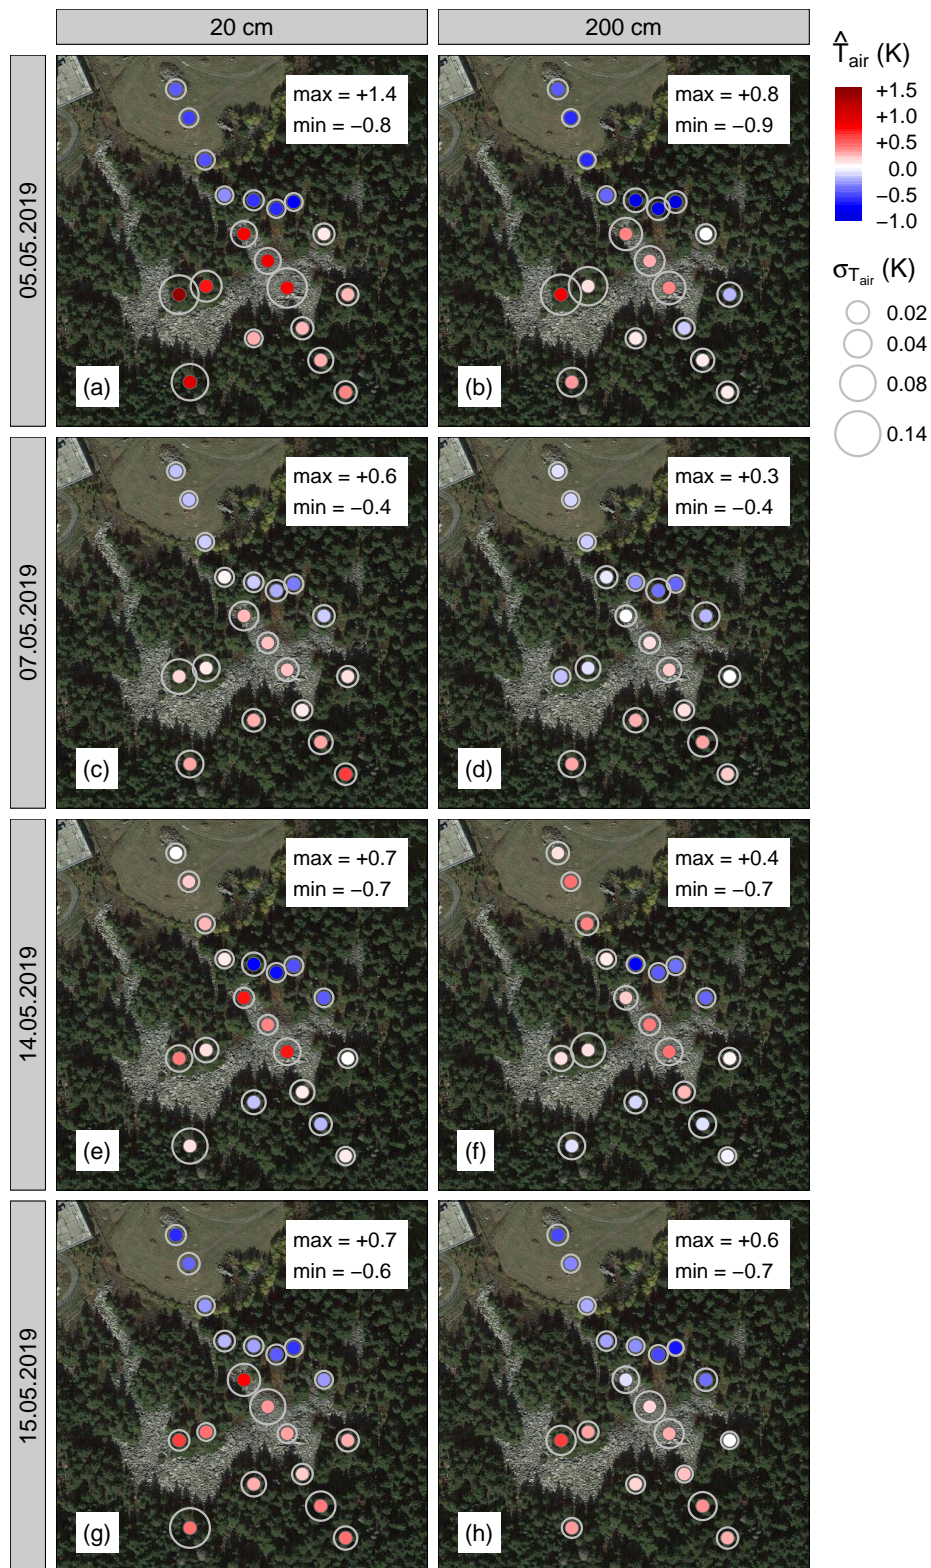 20 cm
200 cm
T̂air (K)
+1.5
+1.0
+0.5
0.0
−0.5
−1.0
σTair (K)
0.02
0.04
0.08
0.14
05.05.2019
max = +1.4
min = −0.8
(a)
max = +0.8
min = −0.9
(b)
07.05.2019
max = +0.6
min = −0.4
(c)
max = +0.3
min = −0.4
(d)
14.05.2019
max = +0.7
min = −0.7
(e)
max = +0.4
min = −0.7
(f)
15.05.2019
max = +0.7
min = −0.6
(g)
max = +0.6
min = −0.7
(h)